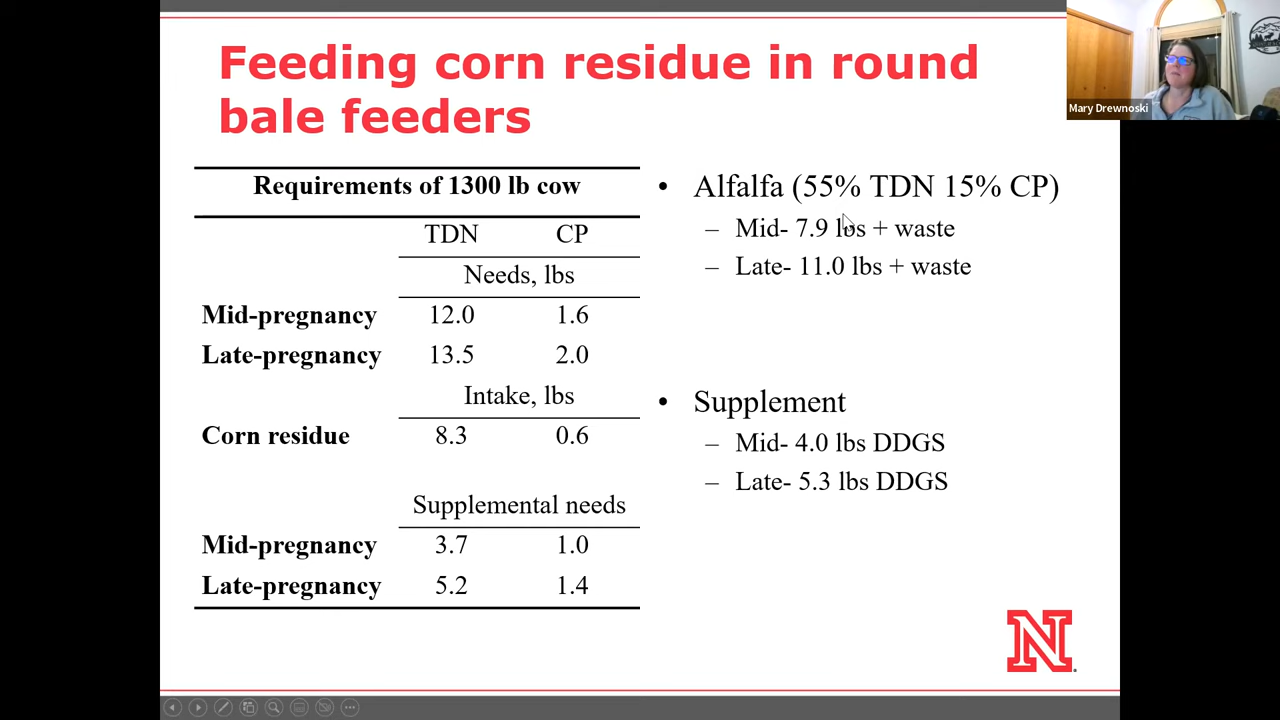 Feeding corn residue in round
bale feeders
Mary Drewnoski
Requirements of 1300 lb cow
TDN CP
Needs, lbs
Mid-pregnancy 12.0 1.6
Late-pregnancy 13.5 2.0
Intake, lbs
Corn residue 8.3 0.6
Supplemental needs
Mid-pregnancy 3.7 1.0
Late-pregnancy 5.2 1.4
• Alfalfa (55% TDN 15% CP)
– Mid- 7.9 lbs + waste
– Late- 11.0 lbs + waste
• Supplement
– Mid- 4.0 lbs DDGS
– Late- 5.3 lbs DDGS
N